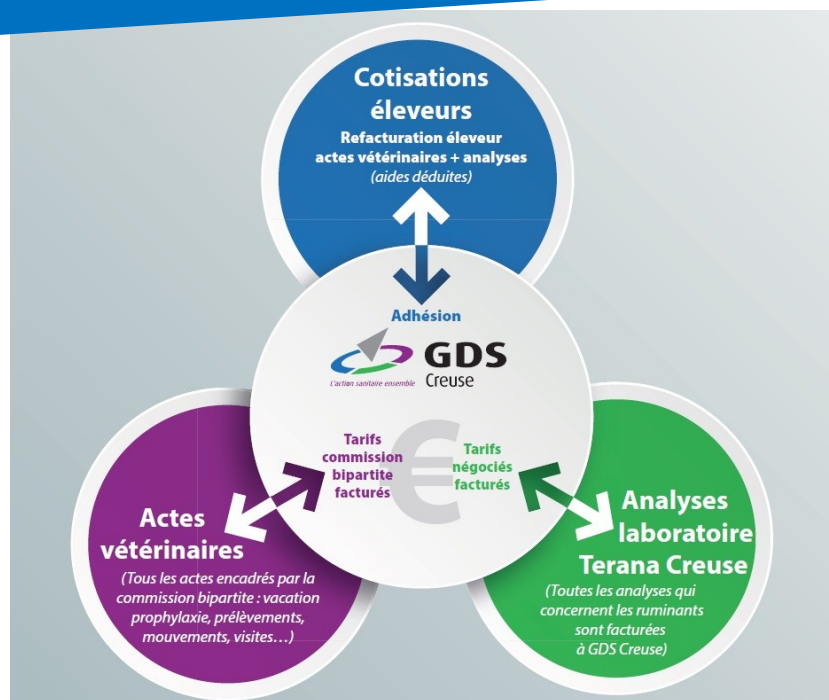 Cotisations
éleveurs
Refacturation éleveur
actes vétérinaires + analyses
(aides déduites)
Adhésion
GDS
Creuse
L'action sanitaire ensemble
Tarifs
commission
bipartite
facturés
€
Tarifs
négociés
facturés
Actes
vétérinaires
(Tous les actes encadrés par la
commission bipartite : vacation
prophylaxie, prélèvements,
mouvements, visites…)
Analyses
laboratoire
Terana Creuse
(Toutes les analyses qui
concernent les ruminants
sont facturées
à GDS Creuse)